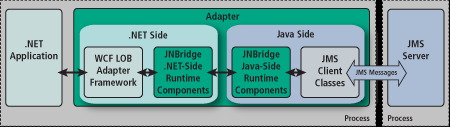 Adapter
.NET
Application
.NET Side
WCF LOB
Adapter
Framework
JNBridge
.NET-Side
Runtime
Components
Java Side
JNBridge
Java-Side
Runtime
Components
JMS
Client
Classes
JMS Messages
JMS
Server
Process
Process